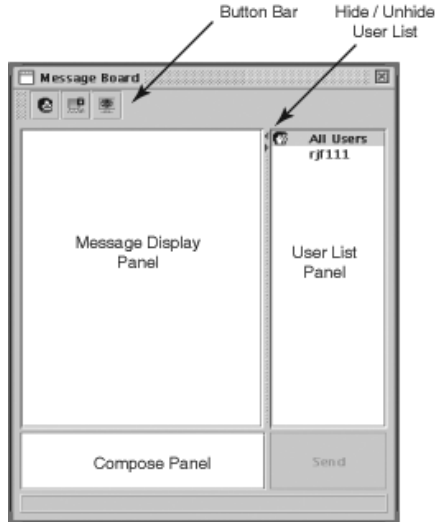 Button Bar
Hide / Unhide
User List
Message Board
All Users
rjf111
Message Display
Panel
User List
Panel
Compose Panel
Send